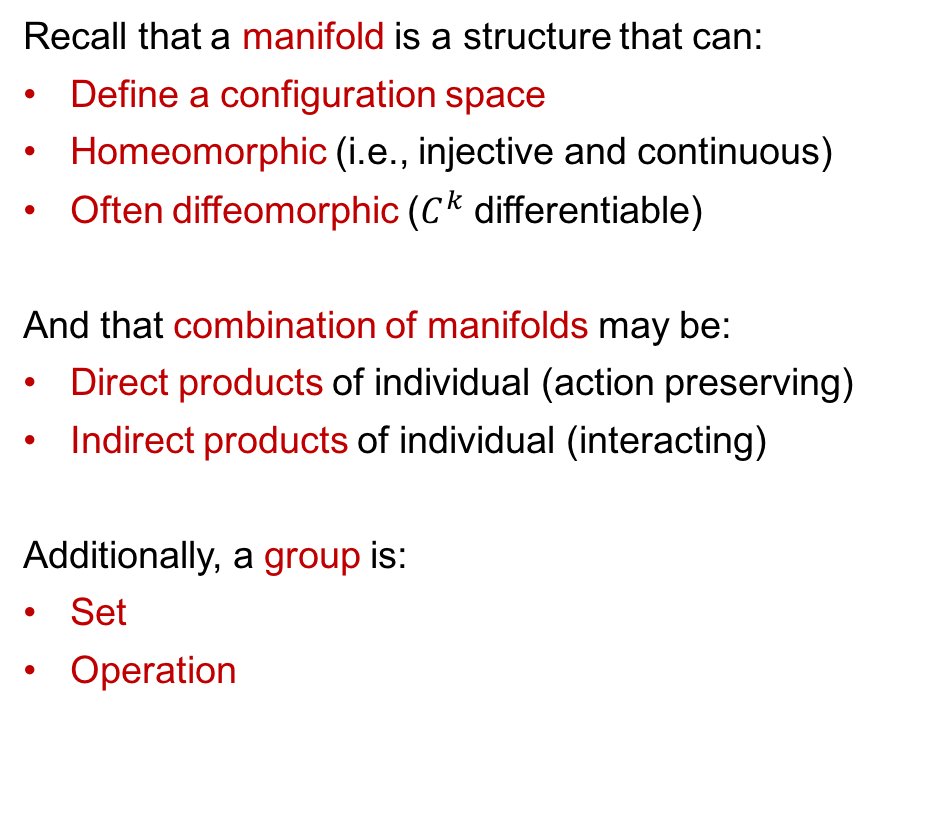 Recall that a manifold is a structure that can:
• Define a configuration space
• Homeomorphic (i.e., injective and continuous)
• Often diffeomorphic (𝐶ᵏ differentiable)
And that combination of manifolds may be:
• Direct products of individual (action preserving)
• Indirect products of individual (interacting)
Additionally, a group is:
• Set
• Operation